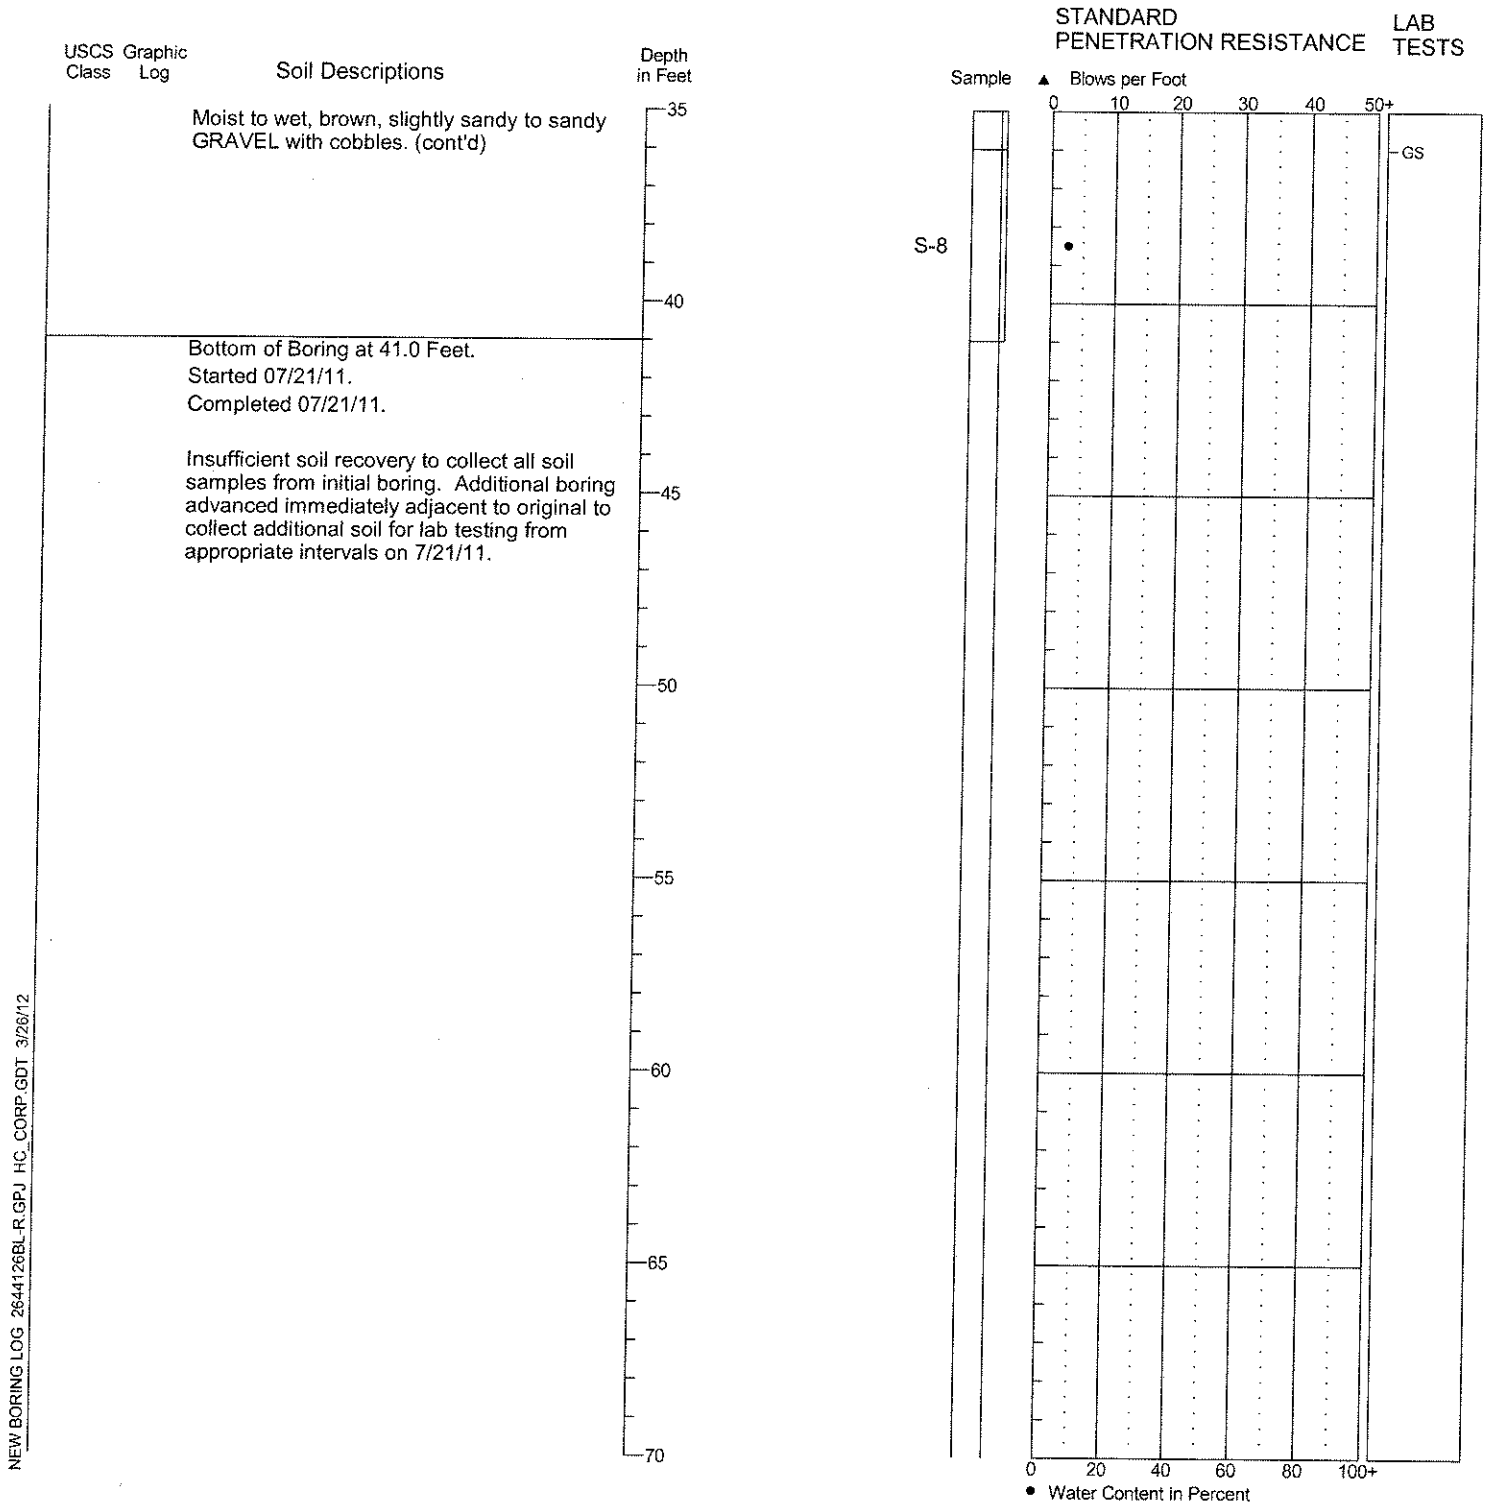 STANDARD
PENETRATION RESISTANCE
LAB
TESTS
USCS Graphic
Class Log
Soil Descriptions
Depth
in Feet
Sample
▲ Blows per Foot
0 10 20 30 40 50+
Moist to wet, brown, slightly sandy to sandy
GRAVEL with cobbles. (cont'd)
35
GS
S-8
40
Bottom of Boring at 41.0 Feet.
Started 07/21/11.
Completed 07/21/11.
Insufficient soil recovery to collect all soil
samples from initial boring. Additional boring
advanced immediately adjacent to original to
collect additional soil for lab testing from
appropriate intervals on 7/21/11.
45
50
55
60
65
70
0 20 40 60 80 100+
● Water Content in Percent
NEW BORING LOG 2644126BL-R.GPJ HC_CORP.GDT 3/26/12